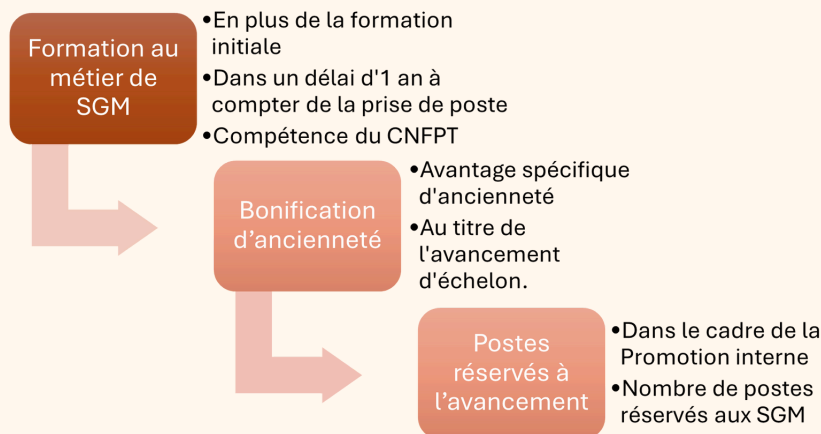 Formation au
métier de
SGM
•En plus de la formation
initiale
•Dans un délai d'1 an à
compter de la prise de poste
•Compétence du CNFPT
Bonification
d’ancienneté
•Avantage spécifique
d'ancienneté
•Au titre de
l'avancement
d'échelon.
Postes
réservés à
l’avancement
•Dans le cadre de la
Promotion interne
•Nombre de postes
réservés aux SGM